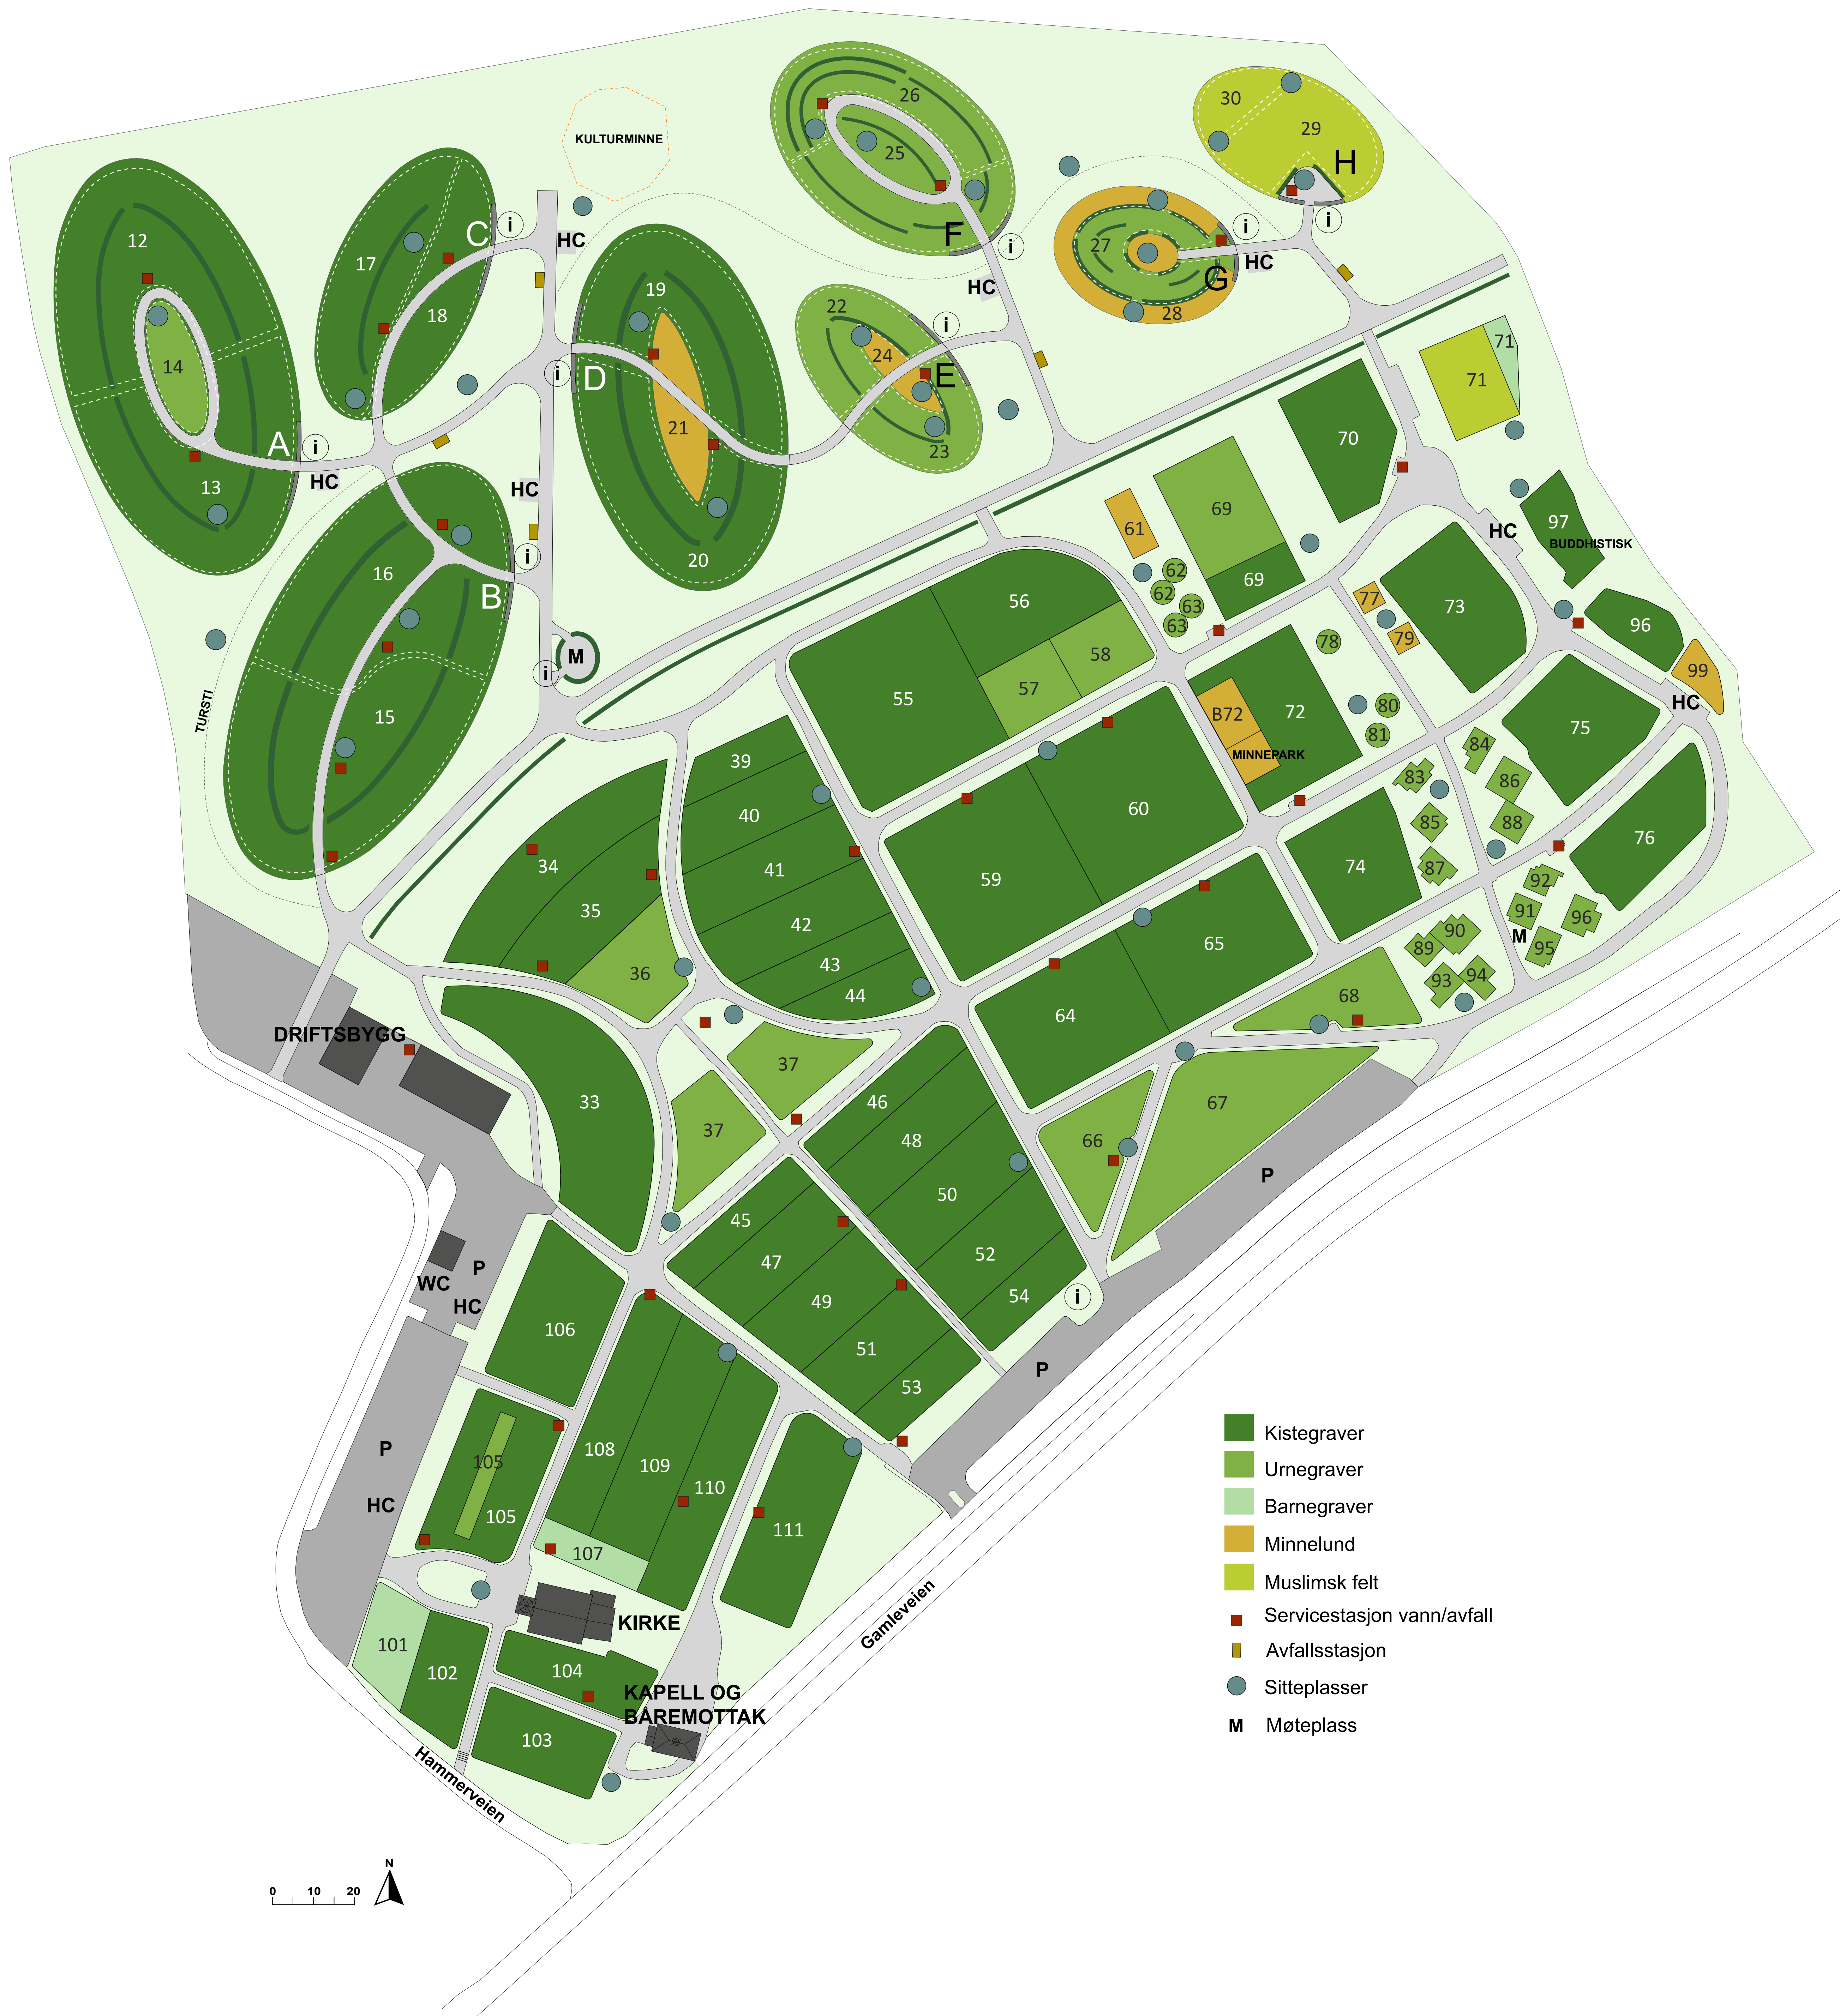 KULTURMINNE
26
25
F
i
30
29
H
i
12
14
A
i
HC
13
17
C
i
HC
18
19
D
i
21
20
22
24
E
i
23
HC
27
G
i
HC
28
71
71
70
16
B
i
HC
15
TURSTI
M
i
61
69
69
62
62
63
63
97
BUDDHISTISK
HC
73
77
79
78
96
99
HC
56
58
57
55
B72
72
MINNEPARK
80
81
75
84
83
86
85
88
87
76
39
40
41
42
43
44
34
35
36
60
59
74
65
64
92
91
96
M
95
90
89
93
94
68
67
66
P
DRIFTSBYGG
33
37
37
46
48
50
52
54
i
45
47
49
51
53
P
WC
P
HC
106
P
HC
105
105
108
109
110
107
111
KIRKE
101
102
104
103
KAPELL OG
BÅREMOTTAK
Gamleveien
Hammerveien
Kistegraver
Urnegraver
Barnegraver
Minnelund
Muslimsk felt
Servicestasjon vann/avfall
Avfallsstasjon
Sitteplasser
M Møteplass
N
0 10 20